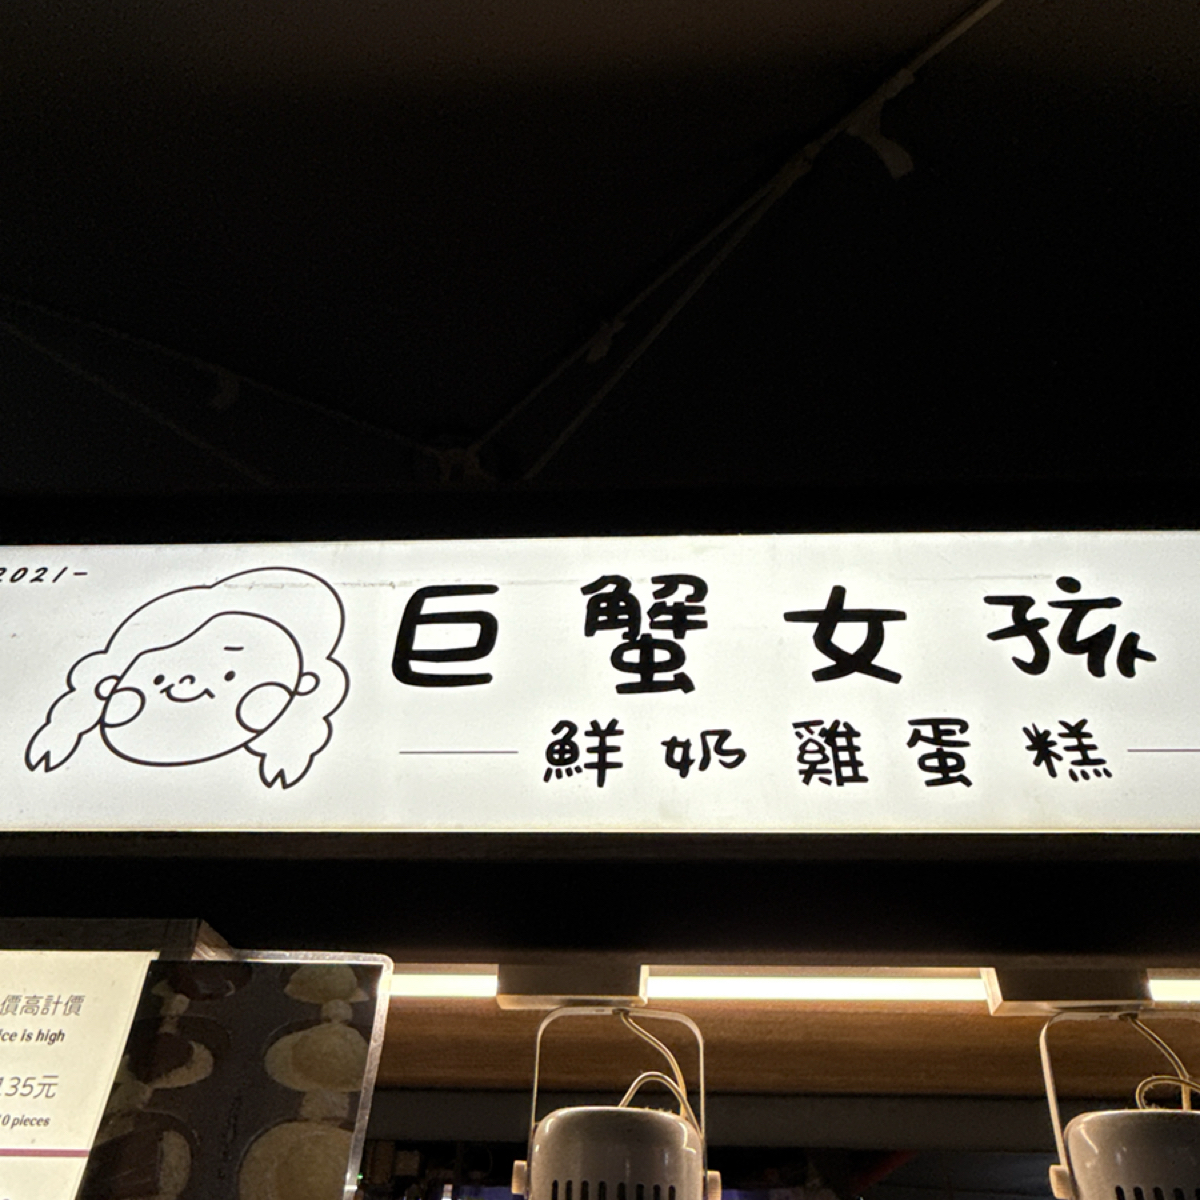 2021-
巨蟹女孩
鮮奶雞蛋糕
價高計價
ice is high
135元
0 pieces